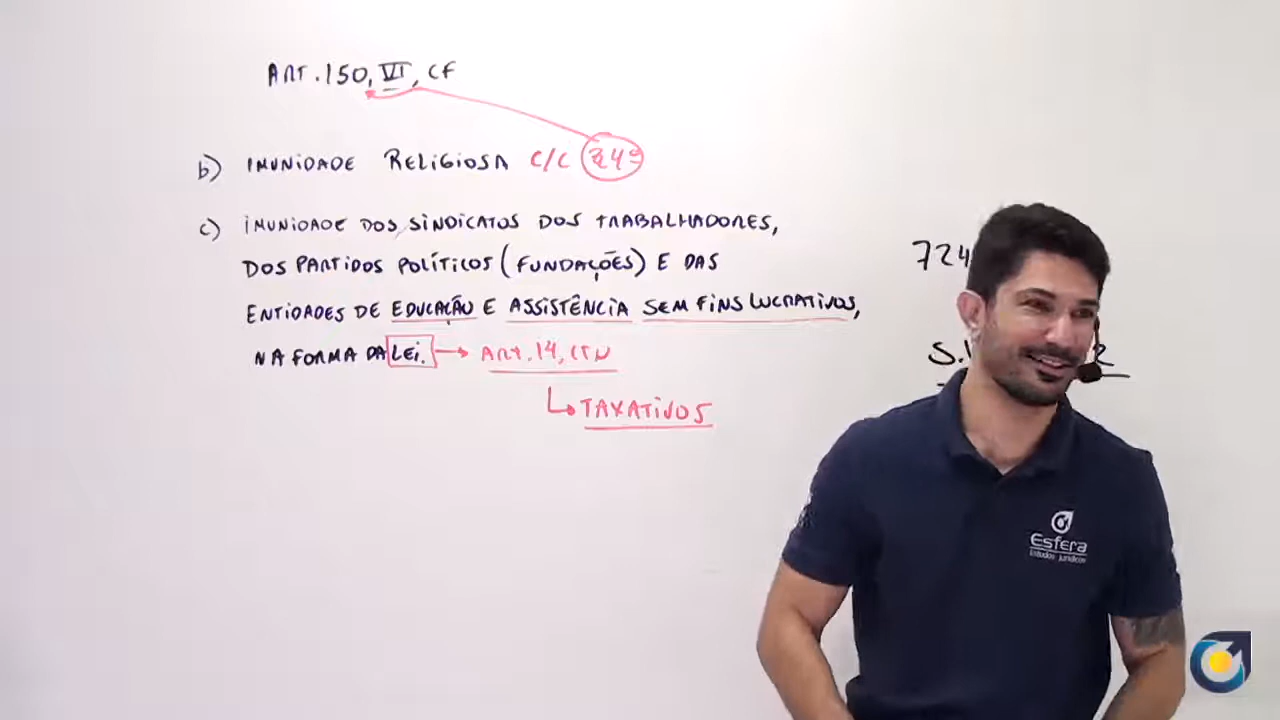 ART.150, VI, CF
b) IMUNIDADE RELIGIOSA C/C § 4º
c) IMUNIDADE DOS SINDICATOS DOS TRABALHADORES,
DOS PARTIDOS POLÍTICOS (FUNDAÇÕES) E DAS
ENTIDADES DE EDUCAÇÃO E ASSISTÊNCIA SEM FINS LUCRATIVOS,
NA FORMA DA LEI. → ART.14, CTN
↳ TAXATIVOS
724
S.V
2
Esfera
Estudos Jurídicos